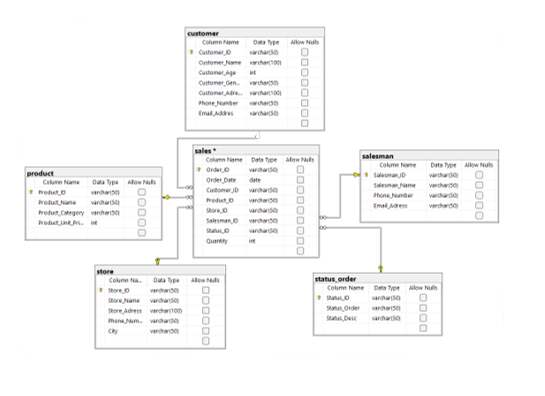 customer
Column Name Data Type Allow Nulls
Customer_ID varchar(50)
Customer_Name varchar(100)
Customer_Age int
Customer_Gen... varchar(50)
Customer_Adre... varchar(100)
Phone_Number varchar(50)
Email_Addres varchar(50)
sales *
Column Name Data Type Allow Nulls
Order_ID varchar(50)
Order_Date date
Customer_ID varchar(50)
Product_ID varchar(50)
Store_ID varchar(50)
Salesman_ID varchar(50)
Status_ID varchar(50)
Quantity int
salesman
Column Name Data Type Allow Nulls
Salesman_ID varchar(50)
Salesman_Name varchar(50)
Phone_Number varchar(50)
Email_Adress varchar(50)
product
Column Name Data Type Allow Nulls
Product_ID varchar(50)
Product_Name varchar(50)
Product_Category varchar(50)
Product_Unit_Pri... int
store
Column Na... Data Type Allow Nulls
Store_ID varchar(50)
Store_Name varchar(50)
Store_Adress varchar(100)
Phone_Num... varchar(50)
City varchar(50)
status_order
Column Name Data Type Allow Nulls
Status_ID varchar(50)
Status_Order varchar(50)
Status_Desc varchar(50)